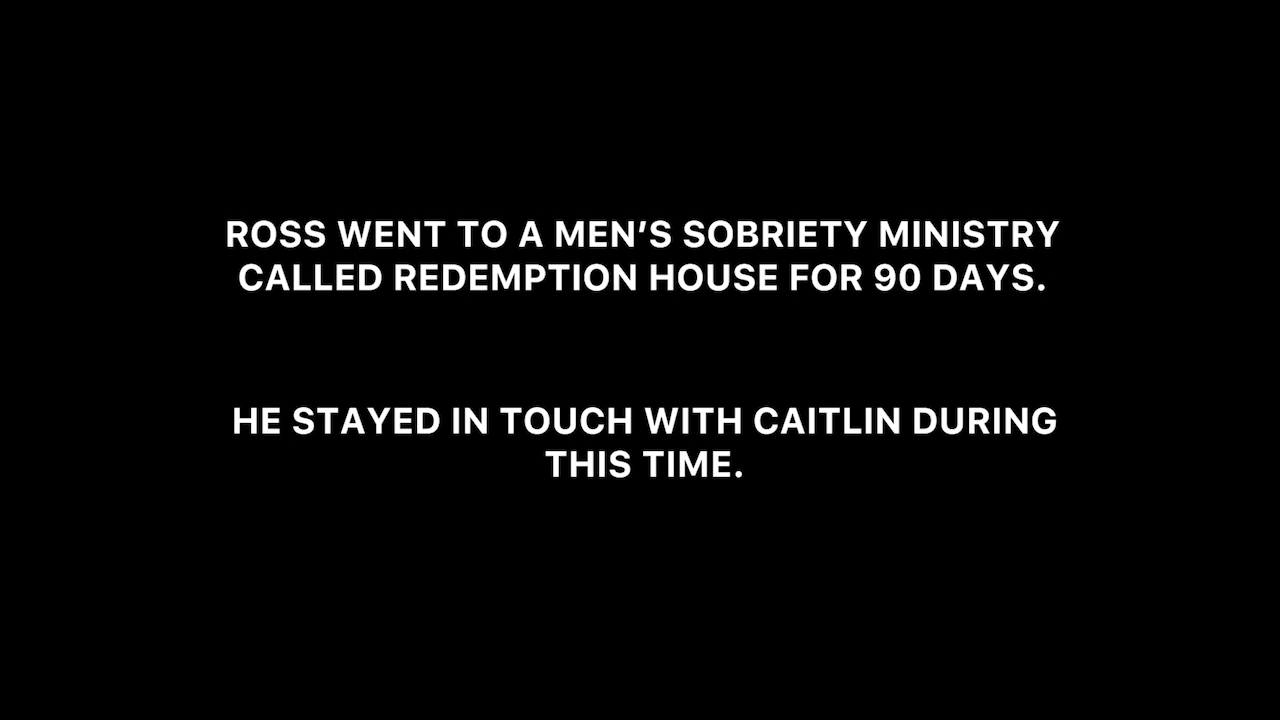 ROSS WENT TO A MEN’S SOBRIETY MINISTRY
CALLED REDEMPTION HOUSE FOR 90 DAYS.
HE STAYED IN TOUCH WITH CAITLIN DURING
THIS TIME.